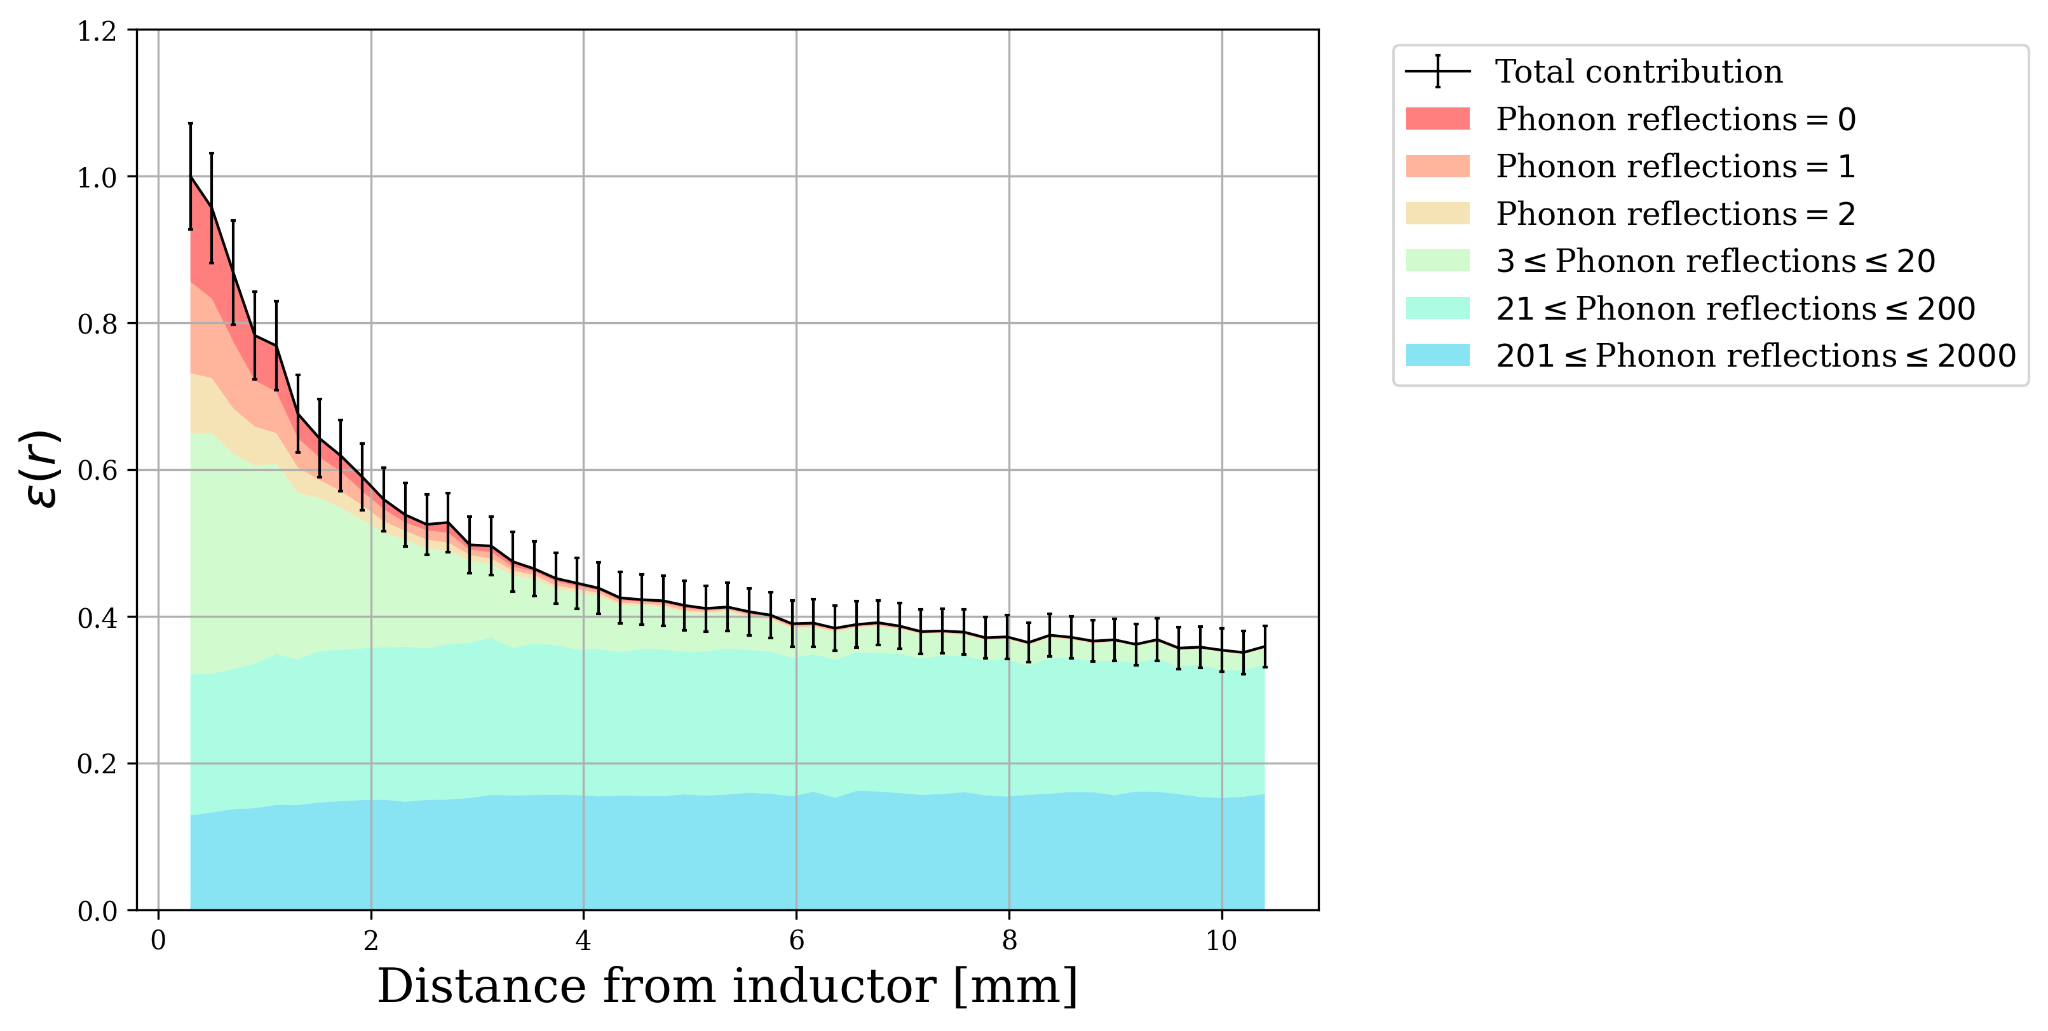 1.2
1.0
0.8
0.6
0.4
0.2
0.0
ε(r)
0 2 4 6 8 10
Distance from inductor [mm]
Total contribution
Phonon reflections = 0
Phonon reflections = 1
Phonon reflections = 2
3 ≤ Phonon reflections ≤ 20
21 ≤ Phonon reflections ≤ 200
201 ≤ Phonon reflections ≤ 2000